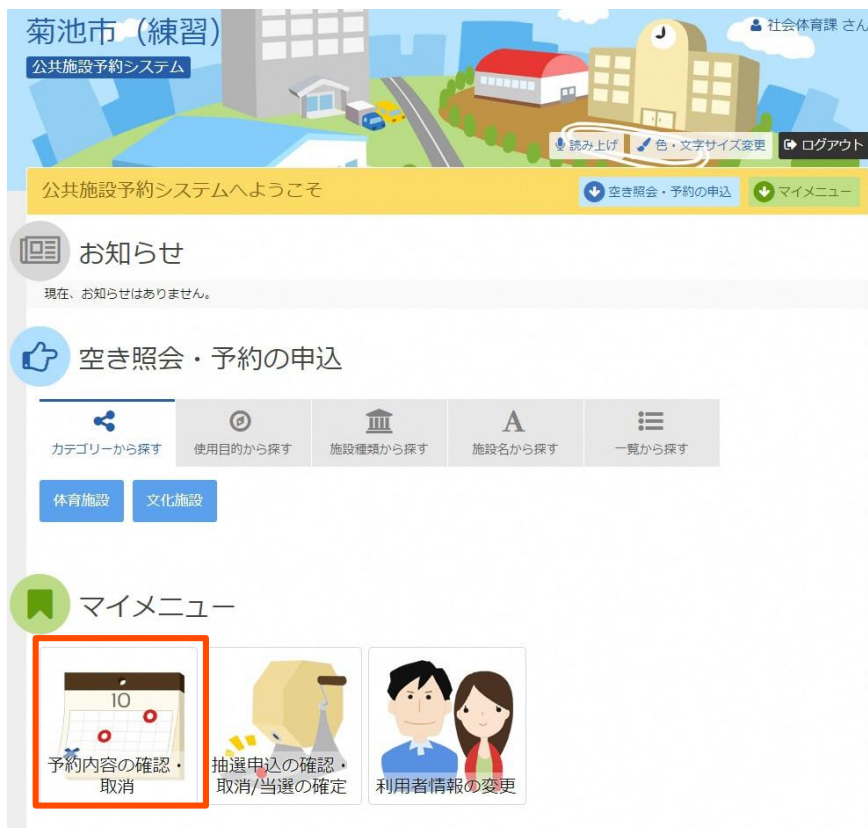 菊池市（練習）
社会体育課 さん
公共施設予約システム
読み上げ
色・文字サイズ変更
ログアウト
公共施設予約システムへようこそ
空き照会・予約の申込
マイメニュー
お知らせ
現在、お知らせはありません。
空き照会・予約の申込
カテゴリーから探す
使用目的から探す
施設種類から探す
A
施設名から探す
一覧から探す
体育施設
文化施設
マイメニュー
10
予約内容の確認・
取消
抽選申込の確認・
取消/当選の確定
利用者情報の変更